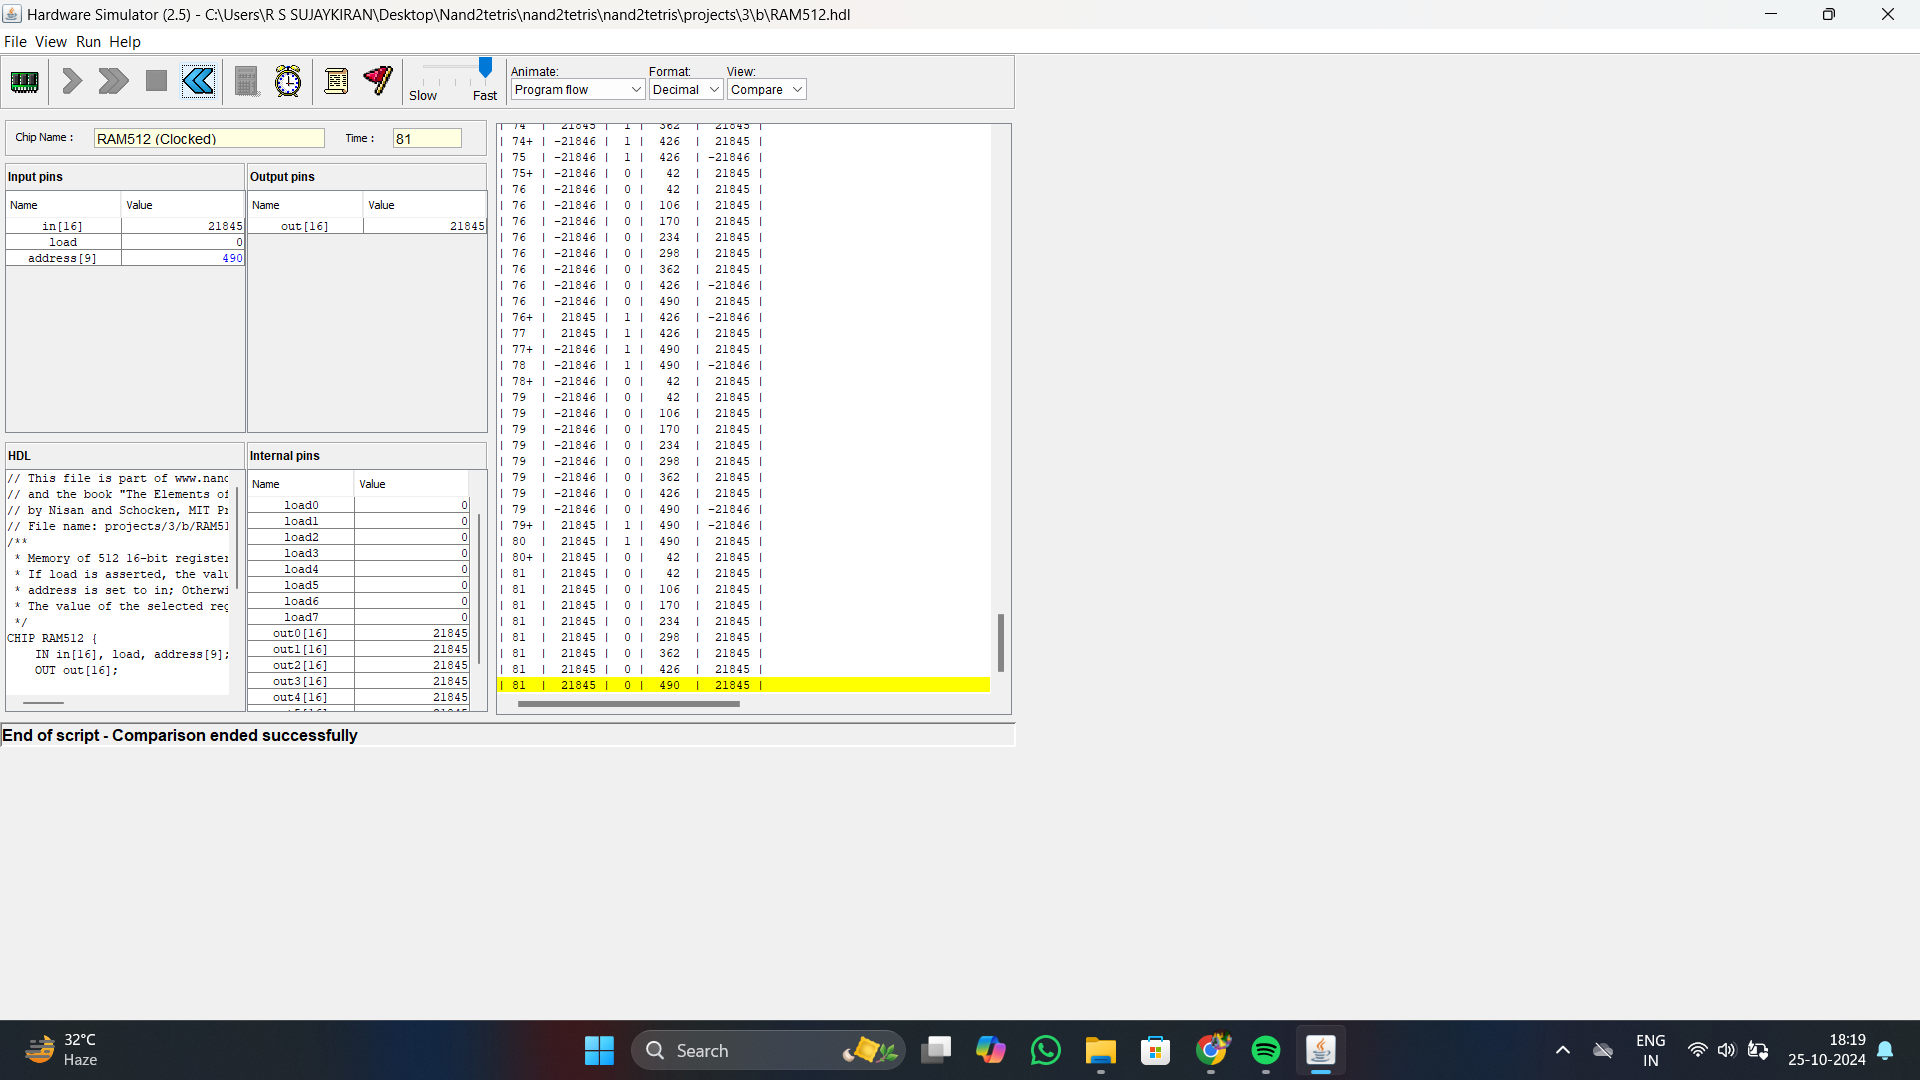 Hardware Simulator (2.5) - C:\Users\R S SUJAYKIRAN\Desktop\Nand2tetris\nand2tetris\nand2tetris\projects\3\b\RAM512.hdl
File View Run Help
Slow Fast
Animate: Format: View:
Program flow Decimal Compare
Chip Name : RAM512 (Clocked) Time : 81
Input pins
Name Value
in[16] 21845
load 0
address[9] 490
Output pins
Name Value
out[16] 21845
HDL
// This file is part of www.nand
// and the book "The Elements of
// by Nisan and Schocken, MIT Pr
// File name: projects/3/b/RAM51
/**
* Memory of 512 16-bit register
* If load is asserted, the valu
* address is set to in; Otherwi
* The value of the selected reg
*/
CHIP RAM512 {
IN in[16], load, address[9];
OUT out[16];
Internal pins
Name Value
load0 0
load1 0
load2 0
load3 0
load4 0
load5 0
load6 0
load7 0
out0[16] 21845
out1[16] 21845
out2[16] 21845
out3[16] 21845
out4[16] 21845
| 74 | 21845 | 1 | 362 | 21845 |
| 74+ | -21846 | 1 | 426 | 21845 |
| 75 | -21846 | 1 | 426 | -21846 |
| 75+ | -21846 | 0 | 42 | 21845 |
| 76 | -21846 | 0 | 42 | 21845 |
| 76 | -21846 | 0 | 106 | 21845 |
| 76 | -21846 | 0 | 170 | 21845 |
| 76 | -21846 | 0 | 234 | 21845 |
| 76 | -21846 | 0 | 298 | 21845 |
| 76 | -21846 | 0 | 362 | 21845 |
| 76 | -21846 | 0 | 426 | -21846 |
| 76 | -21846 | 0 | 490 | 21845 |
| 76+ | 21845 | 1 | 426 | -21846 |
| 77 | 21845 | 1 | 426 | 21845 |
| 77+ | -21846 | 1 | 490 | 21845 |
| 78 | -21846 | 1 | 490 | -21846 |
| 78+ | -21846 | 0 | 42 | 21845 |
| 79 | -21846 | 0 | 42 | 21845 |
| 79 | -21846 | 0 | 106 | 21845 |
| 79 | -21846 | 0 | 170 | 21845 |
| 79 | -21846 | 0 | 234 | 21845 |
| 79 | -21846 | 0 | 298 | 21845 |
| 79 | -21846 | 0 | 362 | 21845 |
| 79 | -21846 | 0 | 426 | 21845 |
| 79 | -21846 | 0 | 490 | -21846 |
| 79+ | 21845 | 1 | 490 | -21846 |
| 80 | 21845 | 1 | 490 | 21845 |
| 80+ | 21845 | 0 | 42 | 21845 |
| 81 | 21845 | 0 | 42 | 21845 |
| 81 | 21845 | 0 | 106 | 21845 |
| 81 | 21845 | 0 | 170 | 21845 |
| 81 | 21845 | 0 | 234 | 21845 |
| 81 | 21845 | 0 | 298 | 21845 |
| 81 | 21845 | 0 | 362 | 21845 |
| 81 | 21845 | 0 | 426 | 21845 |
| 81 | 21845 | 0 | 490 | 21845 |
End of script - Comparison ended successfully
32°C
Haze
Search
ENG
IN
18:19
25-10-2024